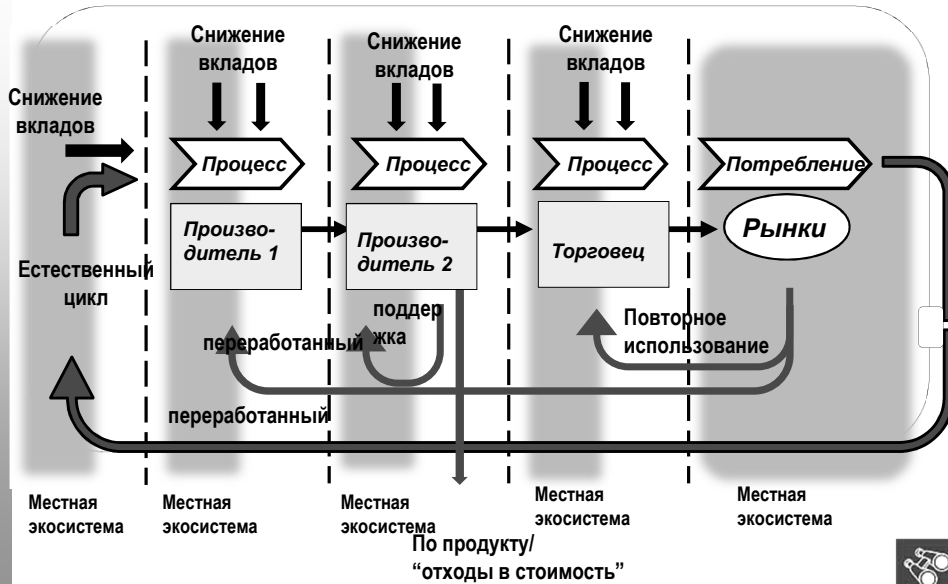 Снижение
вкладов
Снижение
вкладов
Снижение
вкладов
Снижение
вкладов
Процесс
Процесс
Процесс
Потребление
Произво-
дитель 1
Произво-
дитель 2
Торговец
Рынки
Естественный
цикл
поддер
жка
Повторное
использование
переработанный
переработанный
Местная
экосистема
Местная
экосистема
Местная
экосистема
Местная
экосистема
Местная
экосистема
По продукту/
“отходы в стоимость”